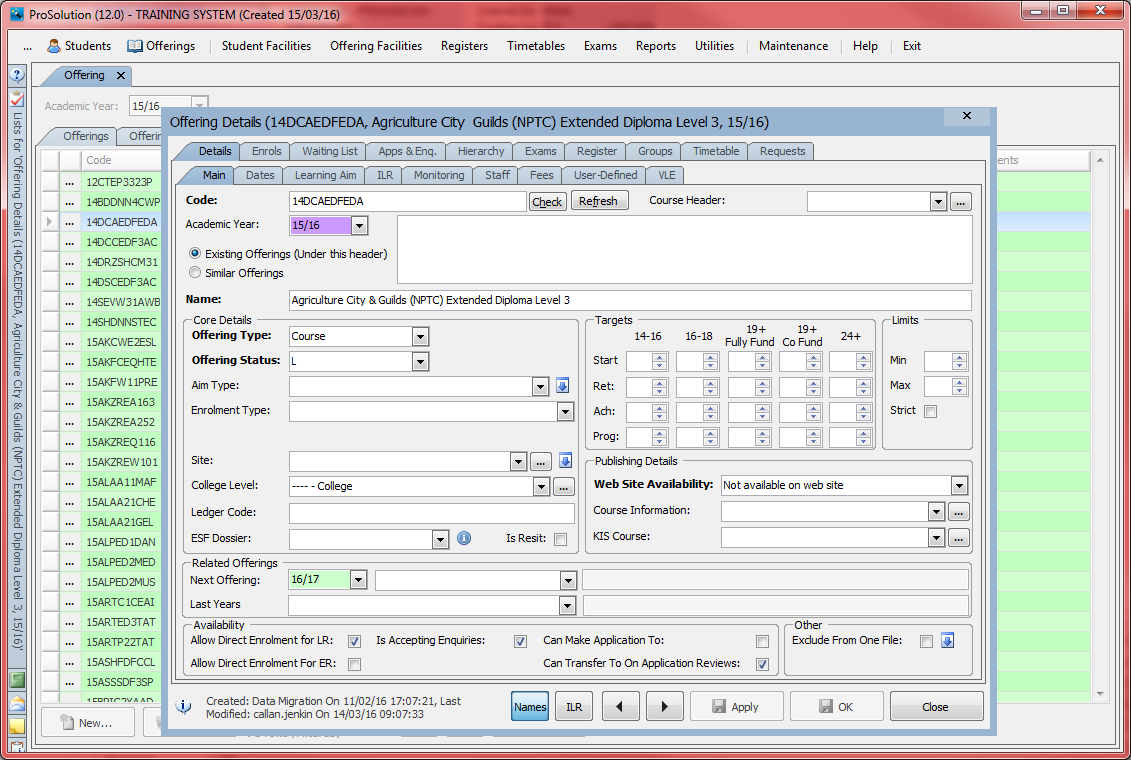 ProSolution (12.0) - TRAINING SYSTEM (Created 15/03/16)
... Students Offerings Student Facilities Offering Facilities Registers Timetables Exams Reports Utilities Maintenance Help Exit
Offering
Academic Year: 15/16
Offerings
Code
Lists for 'Offering Details (14DCAEDFEDA, Agriculture City & Guilds (NPTC) Extended Diploma Level 3, 15/16)'
12CTEP3323P
14BDDNN4CWP
14DCAEDFEDA
14DCCEDF3AC
14DRZSHCM31
14DSCEDF3AC
14SEVW31AWB
14SHDNNSTEC
15AKCWE2ESL
15AKFCEQHTE
15AKFW11PRE
15AKZREA163
15AKZREA252
15AKZREQ116
15AKZREW101
15ALAA11MAF
15ALAA21CHE
15ALAA21GEL
15ALPED1DAN
15ALPED2MED
15ALPED2MUS
15ARTC1CEAI
15ARTED3TAT
15ARTP22TAT
15ASHFDFCCL
15ASSSDF3SP
New...
Offering Details (14DCAEDFEDA, Agriculture City Guilds (NPTC) Extended Diploma Level 3, 15/16)
Details Enrols Waiting List Apps & Enq. Hierarchy Exams Register Groups Timetable Requests
Main Dates Learning Aim ILR Monitoring Staff Fees User-Defined VLE
Code: 14DCAEDFEDA Check Refresh Course Header: ...
Academic Year: 15/16
Existing Offerings (Under this header)
Similar Offerings
Name: Agriculture City & Guilds (NPTC) Extended Diploma Level 3
Core Details
Offering Type: Course
Offering Status: L
Aim Type:
Enrolment Type:
Site: ...
College Level: ---- - College ...
Ledger Code:
ESF Dossier: Is Resit:
Targets
14-16 16-18 19+ Fully Fund 19+ Co Fund 24+
Start
Ret:
Ach:
Prog:
Limits
Min
Max
Strict
Publishing Details
Web Site Availability: Not available on web site
Course Information: ...
KIS Course: ...
Related Offerings
Next Offering: 16/17
Last Years
Availability
Allow Direct Enrolment for LR: Is Accepting Enquiries: Can Make Application To:
Allow Direct Enrolment For ER: Can Transfer To On Application Reviews:
Other
Exclude From One File:
Created: Data Migration On 11/02/16 17:07:21, Last
Modified: callan.jenkin On 14/03/16 09:07:33
Names ILR Apply OK Close